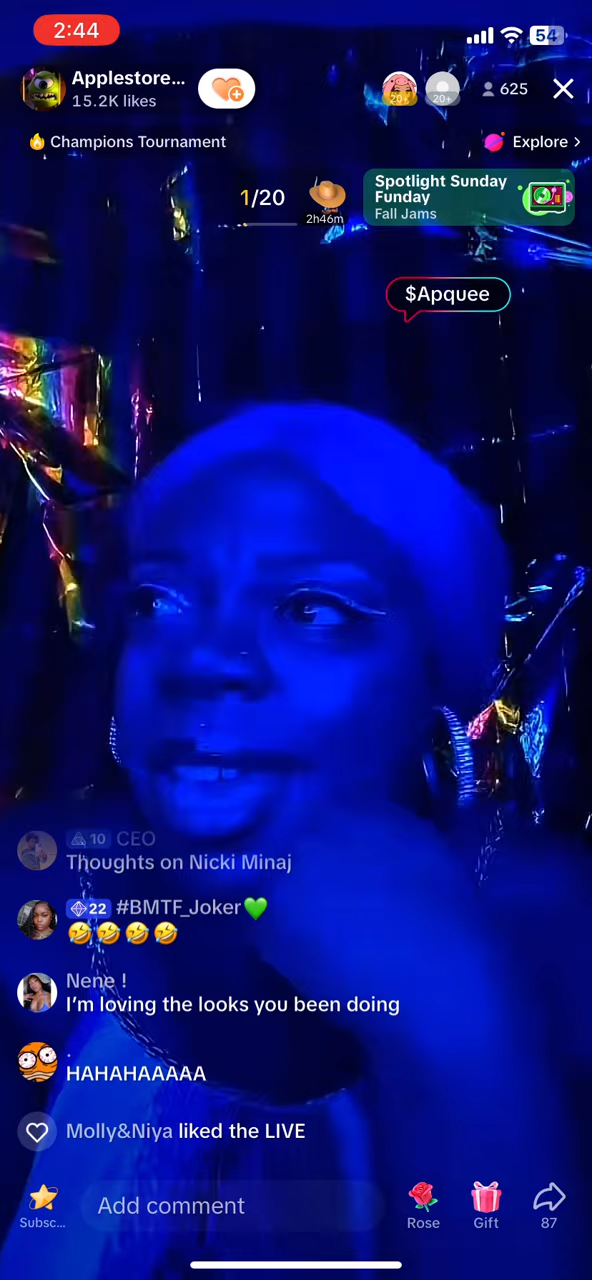 2:44
54
Applestore...
15.2K likes
20+
20+
625
Champions Tournament
Explore >
1/20
2h46m
Spotlight Sunday
Funday
Fall Jams
$Apquee
10 CEO
Thoughts on Nicki Minaj
22 #BMTF_Joker💚
🤣🤣🤣🤣
Nene !
I'm loving the looks you been doing
.
HAHAHAAAAA
Molly&Niya liked the LIVE
Subsc...
Add comment
Rose
Gift
87